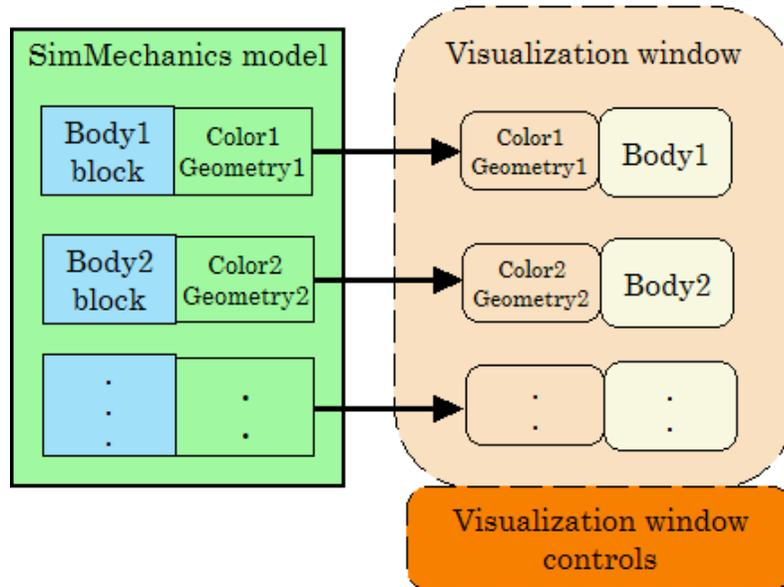 SimMechanics model
Body1
block
Color1
Geometry1
Body2
block
Color2
Geometry2
.
.
.
.
.
Visualization window
Color1
Geometry1
Body1
Color2
Geometry2
Body2
.
.
.
.
Visualization window
controls